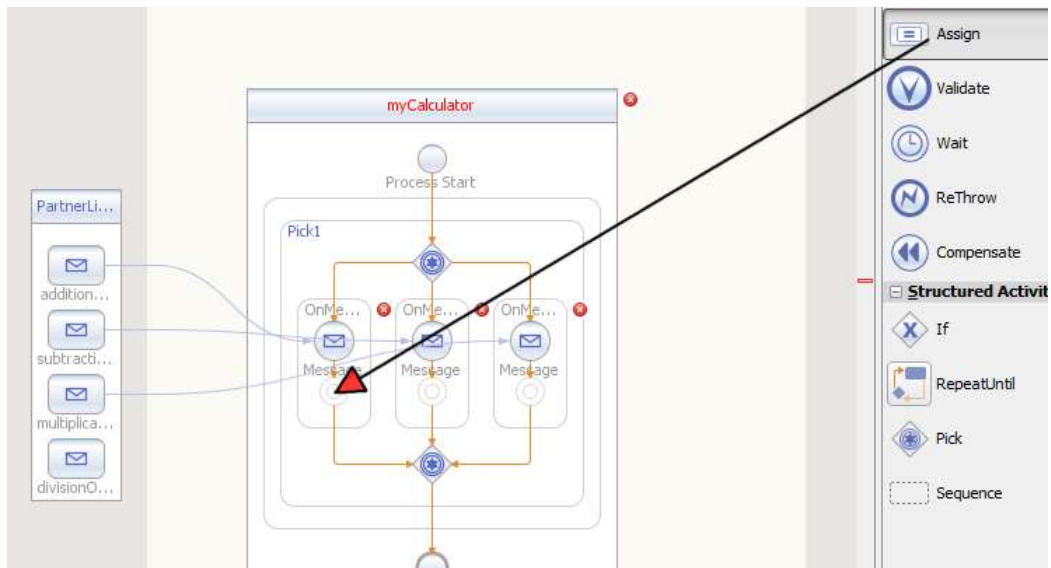 myCalculator
Process Start
PartnerLi...
addition...
subtracti...
multiplica...
divisionO...
Pick1
OnMe... OnMe... OnMe...
Message Message Message
Assign
Validate
Wait
ReThrow
Compensate
Structured Activit
If
RepeatUntil
Pick
Sequence